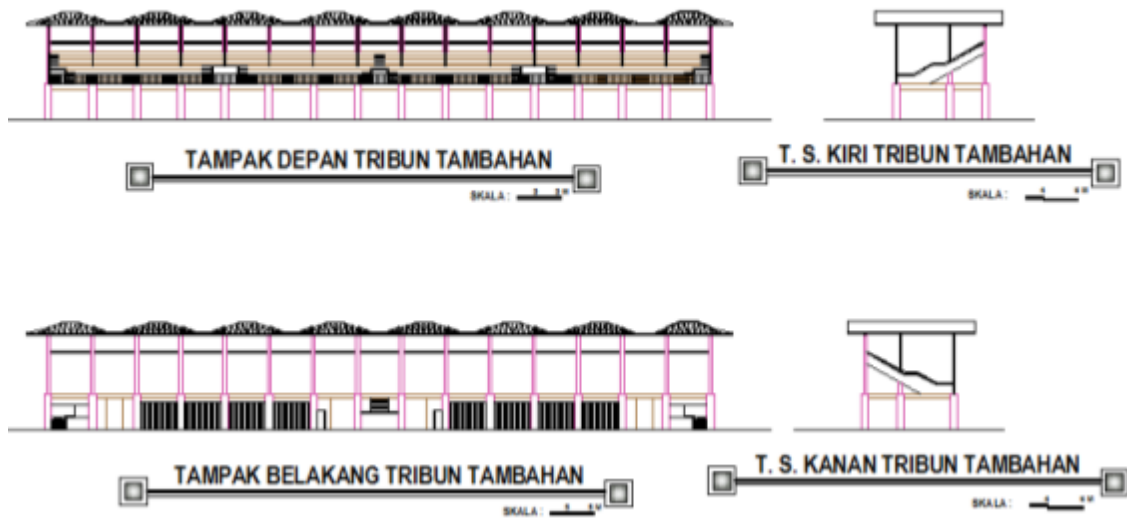 TAMPAK DEPAN TRIBUN TAMBAHAN
SKALA :
T. S. KIRI TRIBUN TAMBAHAN
SKALA :
TAMPAK BELAKANG TRIBUN TAMBAHAN
SKALA :
T. S. KANAN TRIBUN TAMBAHAN
SKALA :